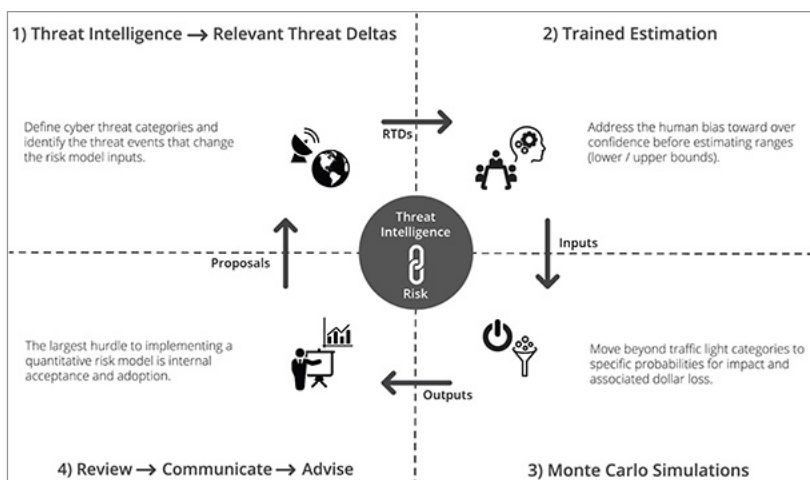 1) Threat Intelligence → Relevant Threat Deltas
2) Trained Estimation
Define cyber threat categories and
identify the threat events that change
the risk model inputs.
RTDs
Address the human bias toward over
confidence before estimating ranges
(lower / upper bounds).
Threat
Intelligence
Risk
Proposals
Inputs
The largest hurdle to implementing a
quantitative risk model is internal
acceptance and adoption.
Move beyond traffic light categories to
specific probabilities for impact and
associated dollar loss.
Outputs
4) Review → Communicate → Advise
3) Monte Carlo Simulations